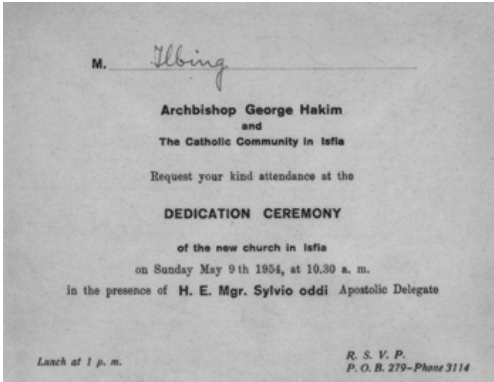 M. Ilbing
Archbishop George Hakim
and
The Catholic Community in Isfia
Request your kind attendance at the
DEDICATION CEREMONY
of the new church in Isfia
on Sunday May 9th 1954, at 10.30 a. m.
in the presence of H. E. Mgr. Sylvio oddi Apostolic Delegate
Lunch at 1 p. m.
R. S. V. P.
P. O. B. 279-Phone 3114